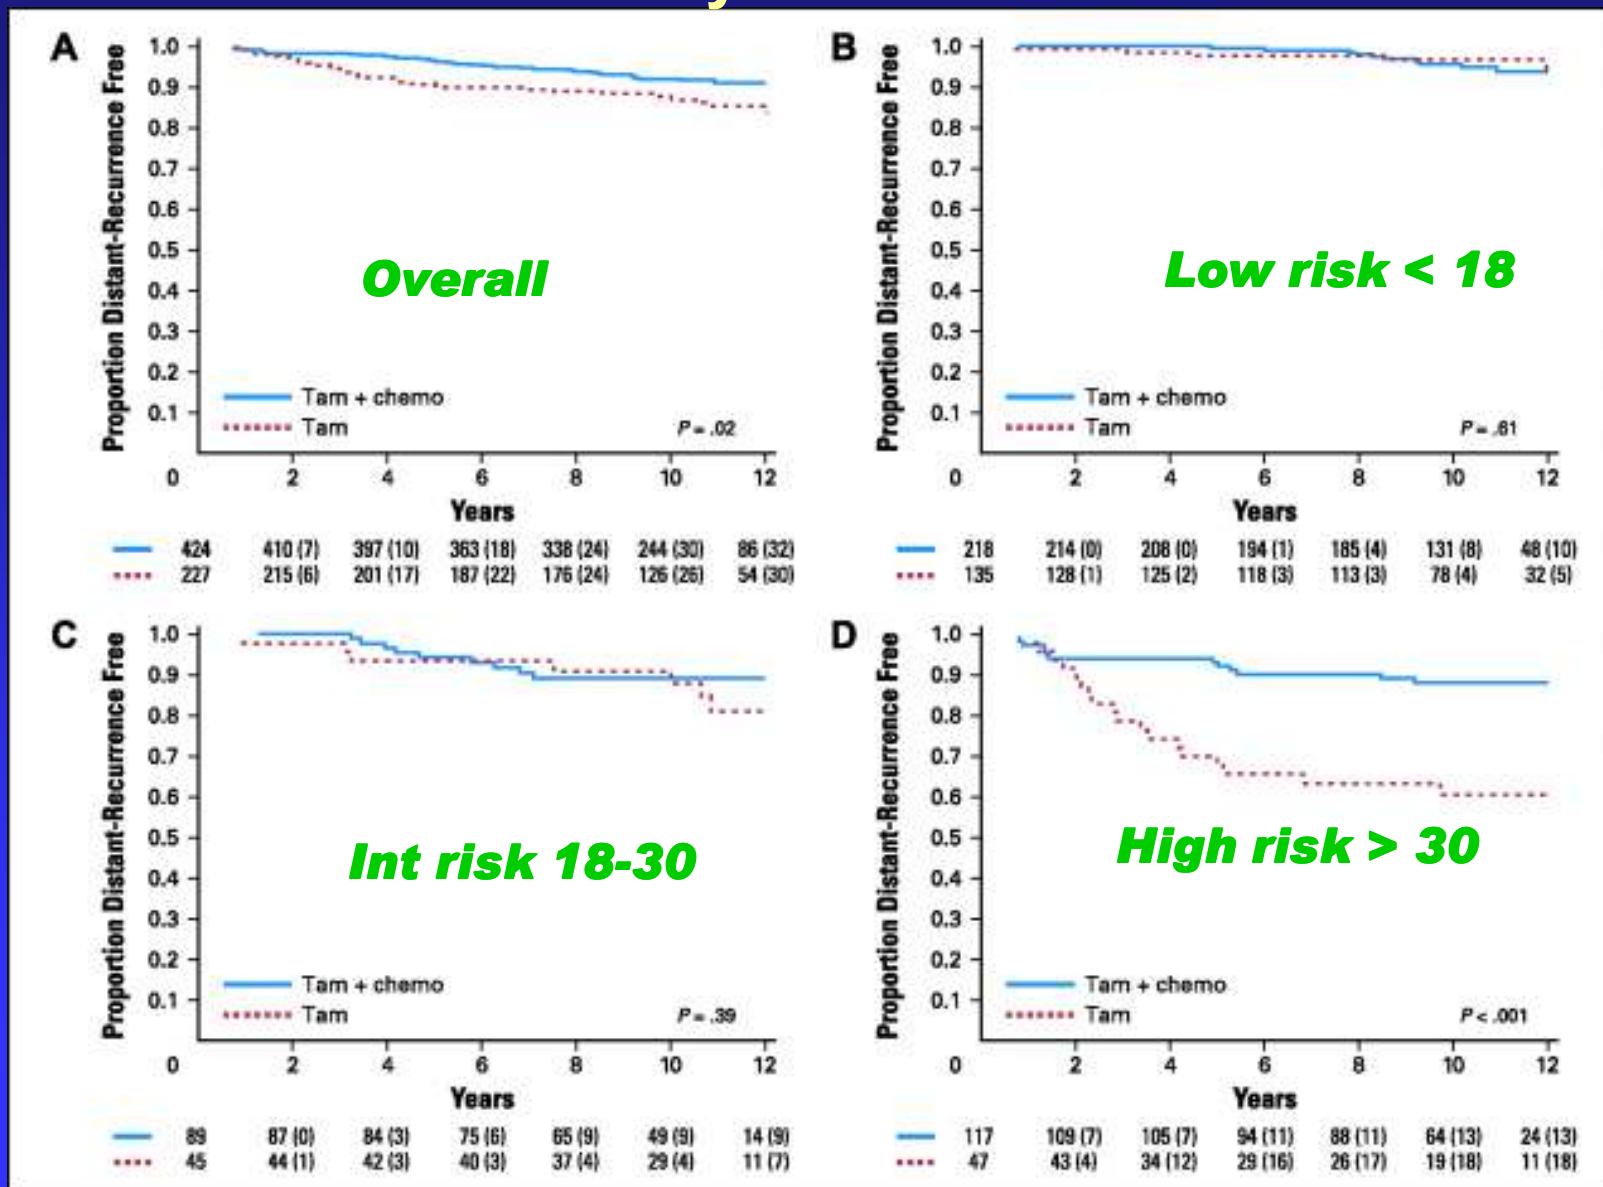 A
Proportion Distant-Recurrence Free
1.0
0.9
0.8
0.7
0.6
0.5
0.4
0.3
0.2
0.1
Overall
Tam + chemo
Tam
P = .02
0 2 4 6 8 10 12
Years
424 410 (7) 397 (10) 363 (18) 338 (24) 244 (30) 86 (32)
227 215 (6) 201 (17) 187 (22) 176 (24) 126 (26) 54 (30)
B
Proportion Distant-Recurrence Free
1.0
0.9
0.8
0.7
0.6
0.5
0.4
0.3
0.2
0.1
Low risk < 18
Tam + chemo
Tam
P = .61
0 2 4 6 8 10 12
Years
218 214 (0) 208 (0) 194 (1) 185 (4) 131 (8) 48 (10)
135 128 (1) 125 (2) 118 (3) 113 (3) 78 (4) 32 (5)
C
Proportion Distant-Recurrence Free
1.0
0.9
0.8
0.7
0.6
0.5
0.4
0.3
0.2
0.1
Int risk 18-30
Tam + chemo
Tam
P = .39
0 2 4 6 8 10 12
Years
89 87 (0) 84 (3) 75 (6) 65 (9) 49 (9) 14 (9)
45 44 (1) 42 (3) 40 (3) 37 (4) 29 (4) 11 (7)
D
Proportion Distant-Recurrence Free
1.0
0.9
0.8
0.7
0.6
0.5
0.4
0.3
0.2
0.1
High risk > 30
Tam + chemo
Tam
P < .001
0 2 4 6 8 10 12
Years
117 109 (7) 105 (7) 94 (11) 88 (11) 64 (13) 24 (13)
47 43 (4) 34 (12) 29 (16) 26 (17) 19 (18) 11 (18)